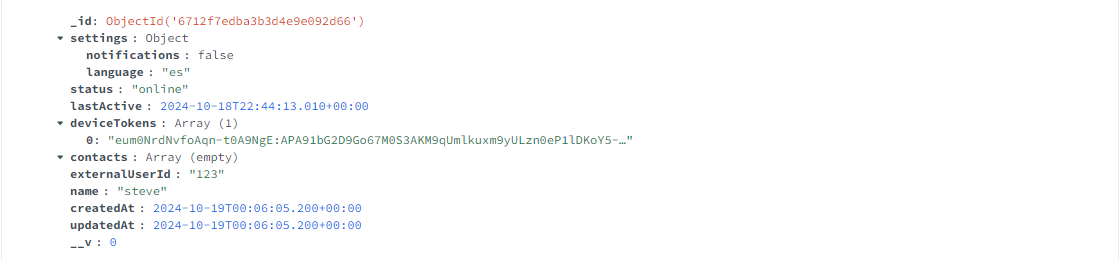 _id: ObjectId('6712f7edba3b3d4e9e092d66')
settings : Object
notifications : false
language : "es"
status : "online"
lastActive : 2024-10-18T22:44:13.010+00:00
deviceTokens : Array (1)
0: "eum0NrdNvfoAqn-t0A9NgE:APA91bG2D9Go67M0S3AKM9qUmlkuxm9yULzn0eP1lDKoY5-…"
contacts : Array (empty)
externalUserId : "123"
name : "steve"
createdAt : 2024-10-19T00:06:05.200+00:00
updatedAt : 2024-10-19T00:06:05.200+00:00
__v : 0